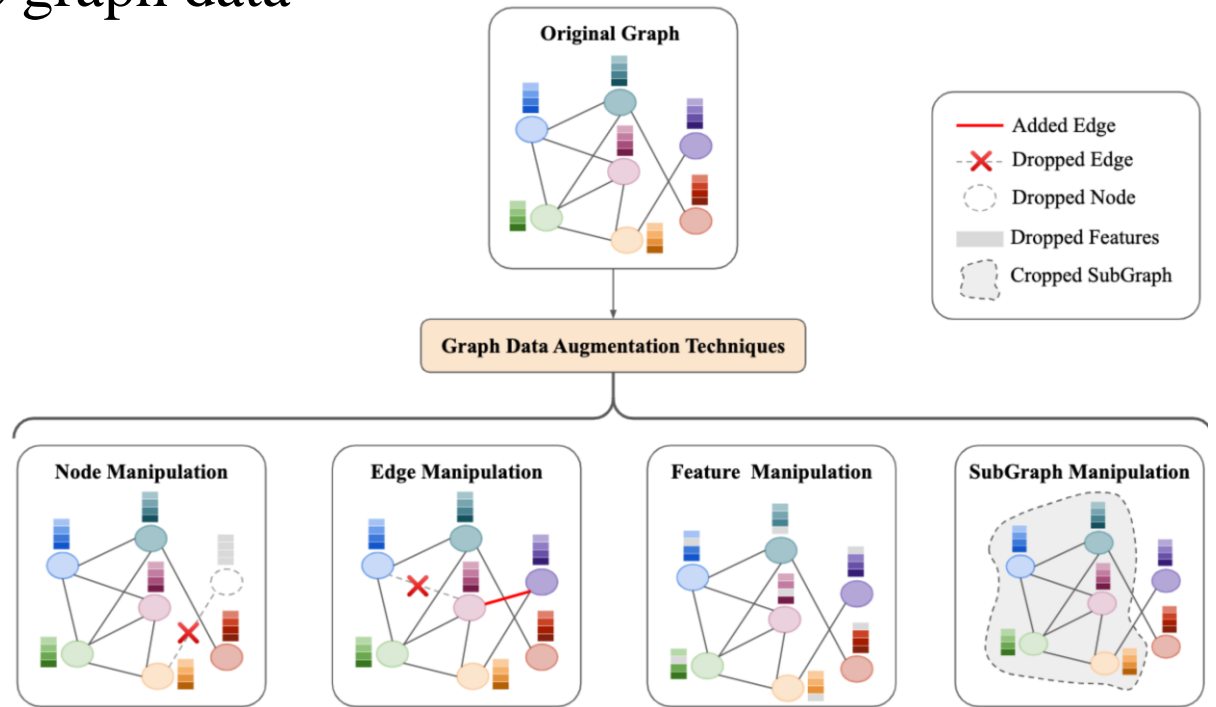 graph data
Original Graph
Added Edge
Dropped Edge
Dropped Node
Dropped Features
Cropped SubGraph
Graph Data Augmentation Techniques
Node Manipulation
Edge Manipulation
Feature Manipulation
SubGraph Manipulation